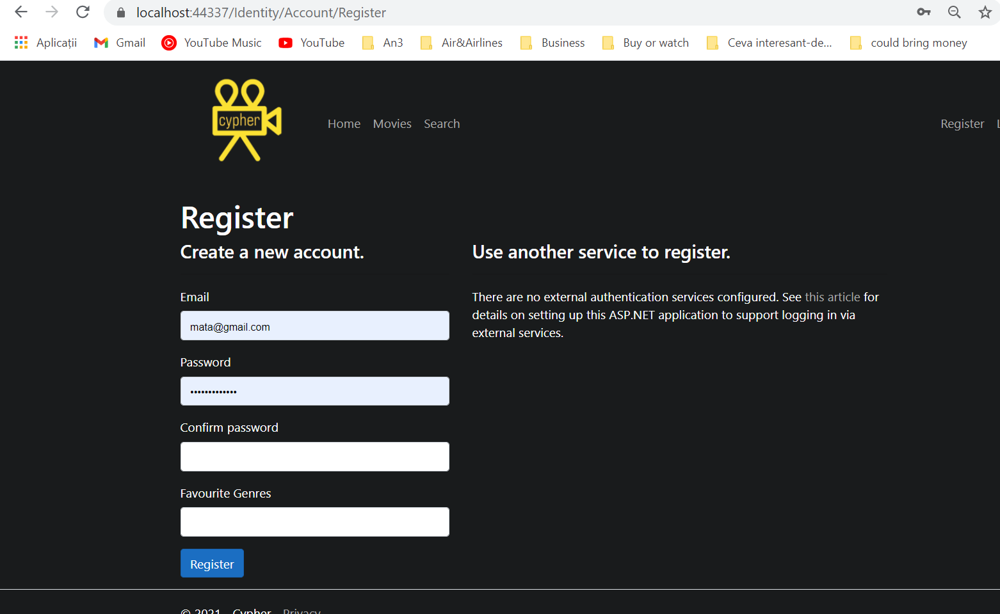 localhost:44337/Identity/Account/Register
Aplicații Gmail YouTube Music YouTube An3 Air&Airlines Business Buy or watch Ceva interesant-de... could bring money
cypher
Home Movies Search Register
Register
Create a new account.
Use another service to register.
Email
mata@gmail.com
Password
•••••••••••••
Confirm password
Favourite Genres
Register
There are no external authentication services configured. See this article for
details on setting up this ASP.NET application to support logging in via
external services.
© 2021 - Cypher - Privacy